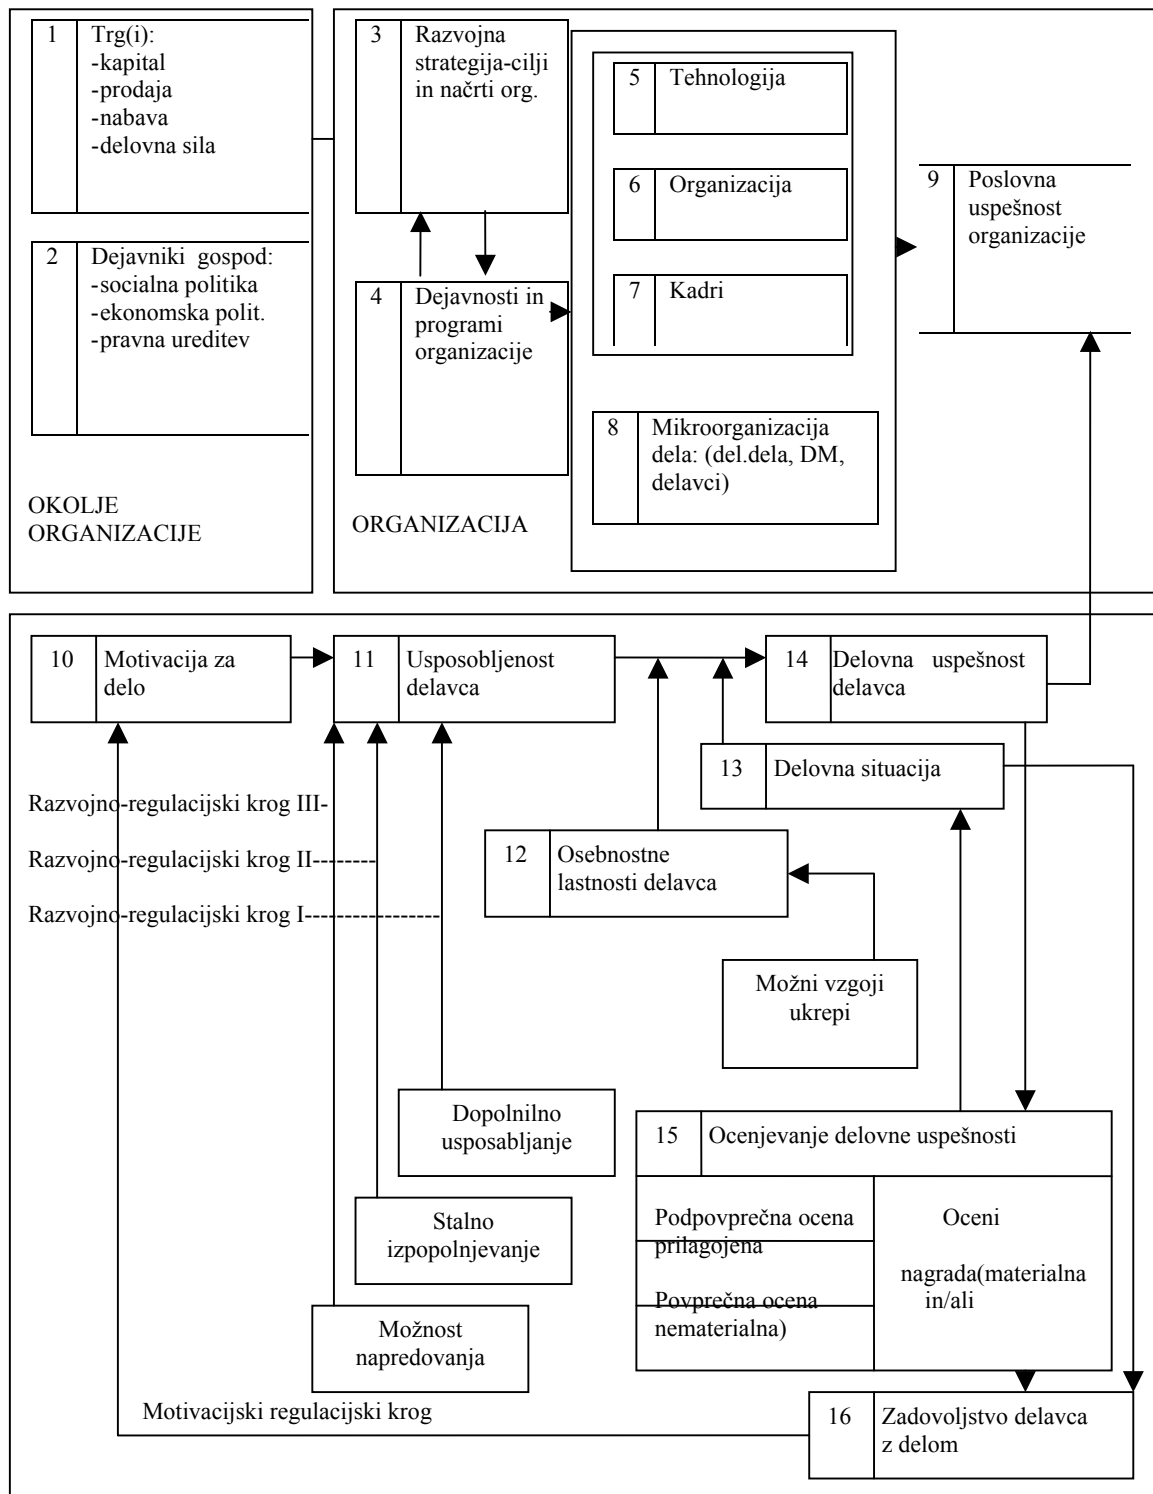 1 Trg(i):
-kapital
-prodaja
-nabava
-delovna sila
2 Dejavniki gospod:
-socialna politika
-ekonomska polit.
-pravna ureditev
OKOLJE
ORGANIZACIJE
3 Razvojna
strategija-cilji
in načrti org.
4 Dejavnosti in
programi
organizacije
ORGANIZACIJA
5 Tehnologija
6 Organizacija
7 Kadri
8 Mikroorganizacija
dela: (del.dela, DM,
delavci)
9 Poslovna
uspešnost
organizacije
10 Motivacija za
delo
11 Usposobljenost
delavca
14 Delovna uspešnost
delavca
13 Delovna situacija
Razvojno-regulacijski krog III-
Razvojno-regulacijski krog II-------
Razvojno-regulacijski krog I---------------
12 Osebnostne
lastnosti delavca
Možni vzgoji
ukrepi
Dopolnilno
usposabljanje
Stalno
izpopolnjevanje
Možnost
napredovanja
15 Ocenjevanje delovne uspešnosti
Podpovprečna ocena
prilagojena
Povprečna ocena
nematerialna)
Oceni
nagrada(materialna
in/ali
Motivacijski regulacijski krog
16 Zadovoljstvo delavca
z delom